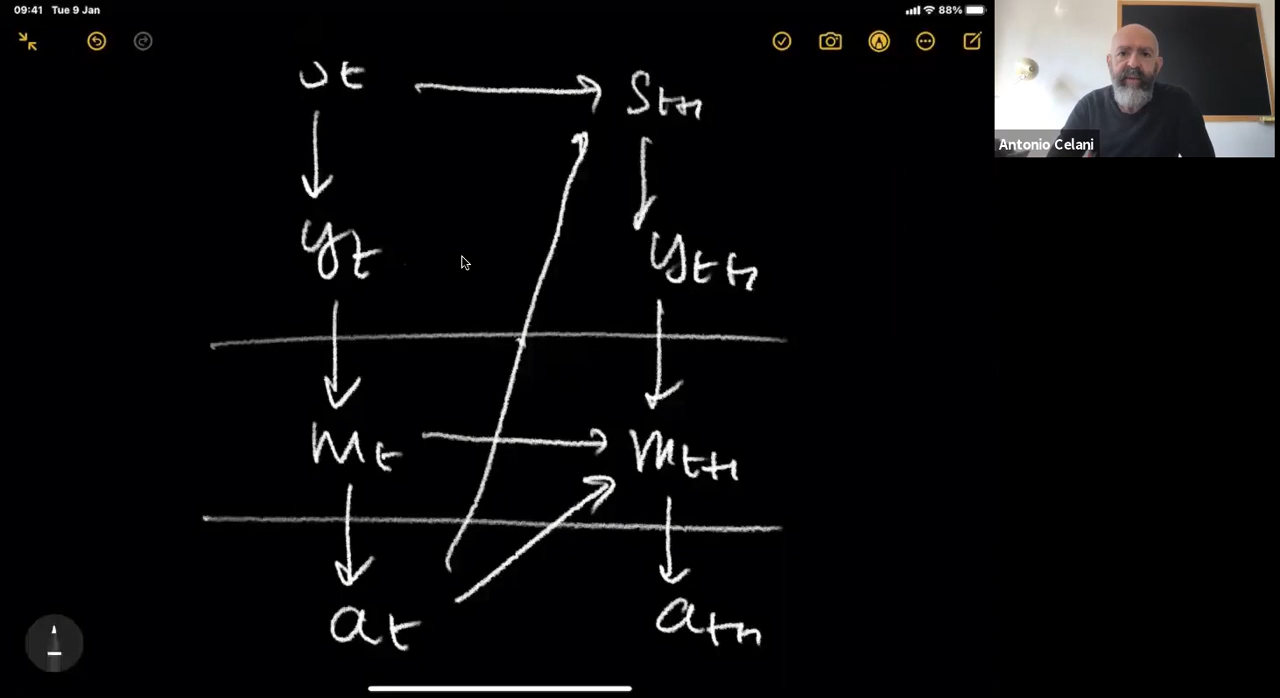 09:41 Tue 9 Jan 88%
Antonio Celani
st → st+1
yt yt+1
mt → mt+1
at at+1